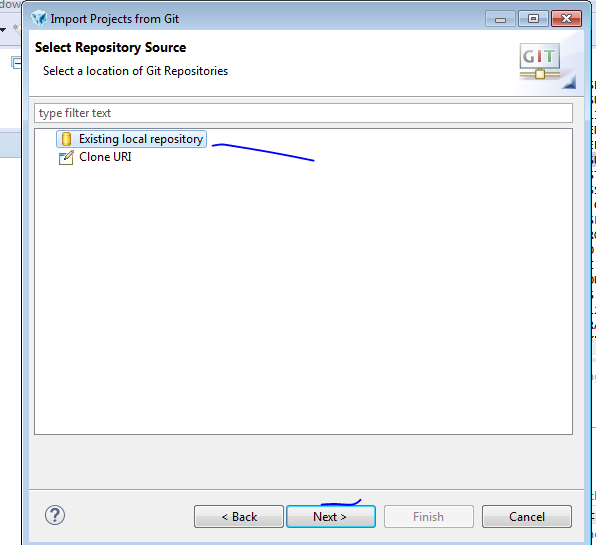 Import Projects from Git
Select Repository Source
Select a location of Git Repositories
GIT
type filter text
Existing local repository
Clone URI
?
< Back
Next >
Finish
Cancel